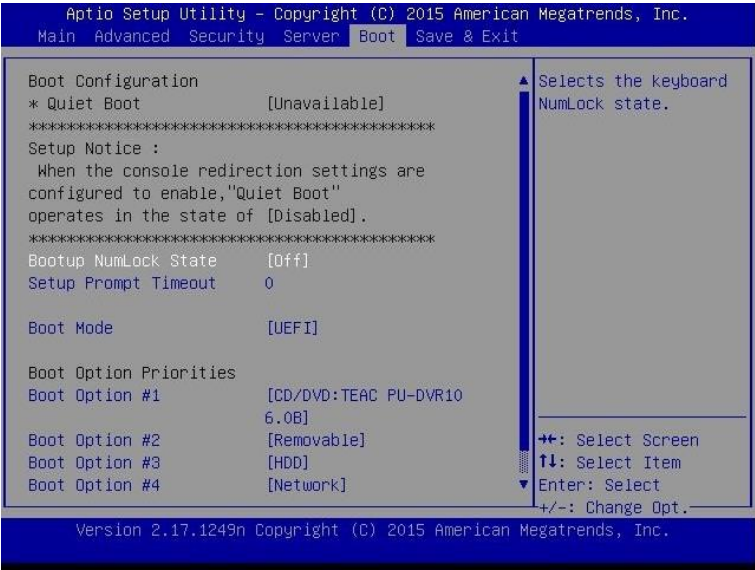 Aptio Setup Utility – Copyright (C) 2015 American Megatrends, Inc.
Main Advanced Security Server Boot Save & Exit
Boot Configuration
* Quiet Boot [Unavailable]
***********************************************
Setup Notice :
When the console redirection settings are
configured to enable,"Quiet Boot"
operates in the state of [Disabled].
***********************************************
Bootup NumLock State [Off]
Setup Prompt Timeout 0
Boot Mode [UEFI]
Boot Option Priorities
Boot Option #1 [CD/DVD:TEAC PU-DVR10
6.0B]
Boot Option #2 [Removable]
Boot Option #3 [HDD]
Boot Option #4 [Network]
Selects the keyboard
NumLock state.
→←: Select Screen
↑↓: Select Item
Enter: Select
+/-: Change Opt.
Version 2.17.1249n Copyright (C) 2015 American Megatrends, Inc.